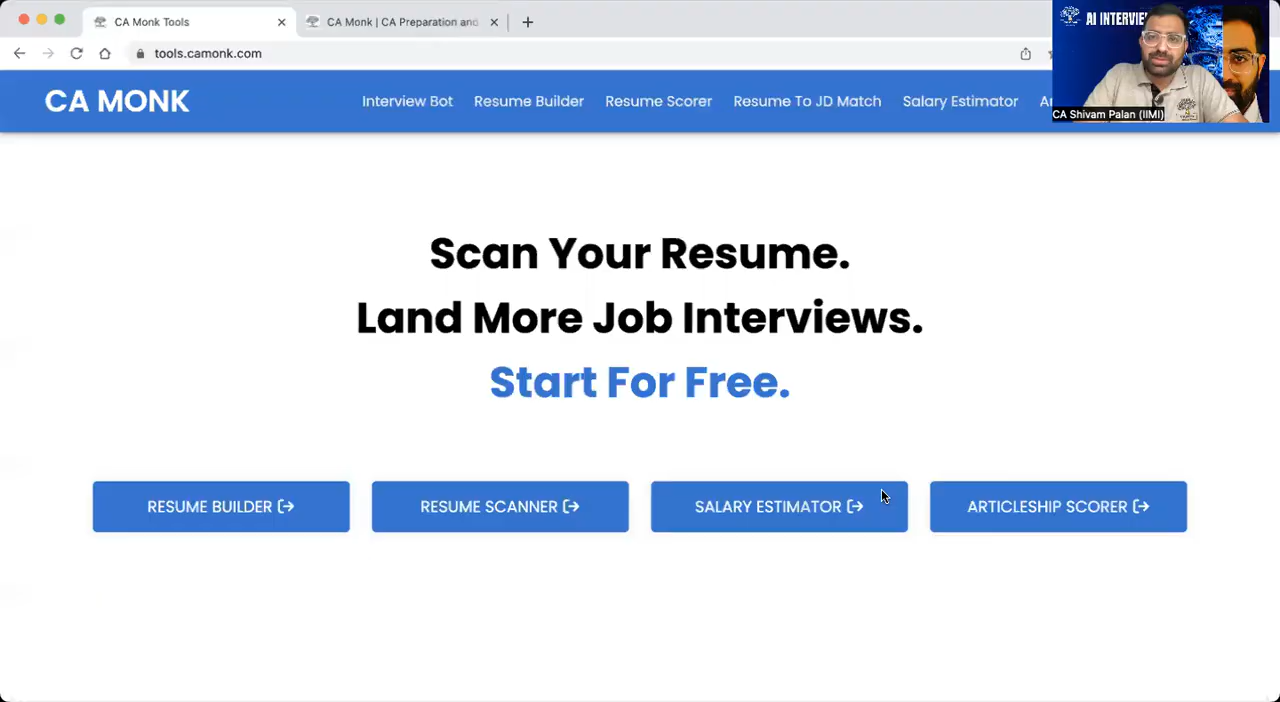 CA Monk Tools
CA Monk | CA Preparation and
tools.camonk.com
AI INTERVIE
CA Shivam Palan (IIMI)
CA MONK
Interview Bot
Resume Builder
Resume Scorer
Resume To JD Match
Salary Estimator
Scan Your Resume.
Land More Job Interviews.
Start For Free.
RESUME BUILDER
RESUME SCANNER
SALARY ESTIMATOR
ARTICLESHIP SCORER